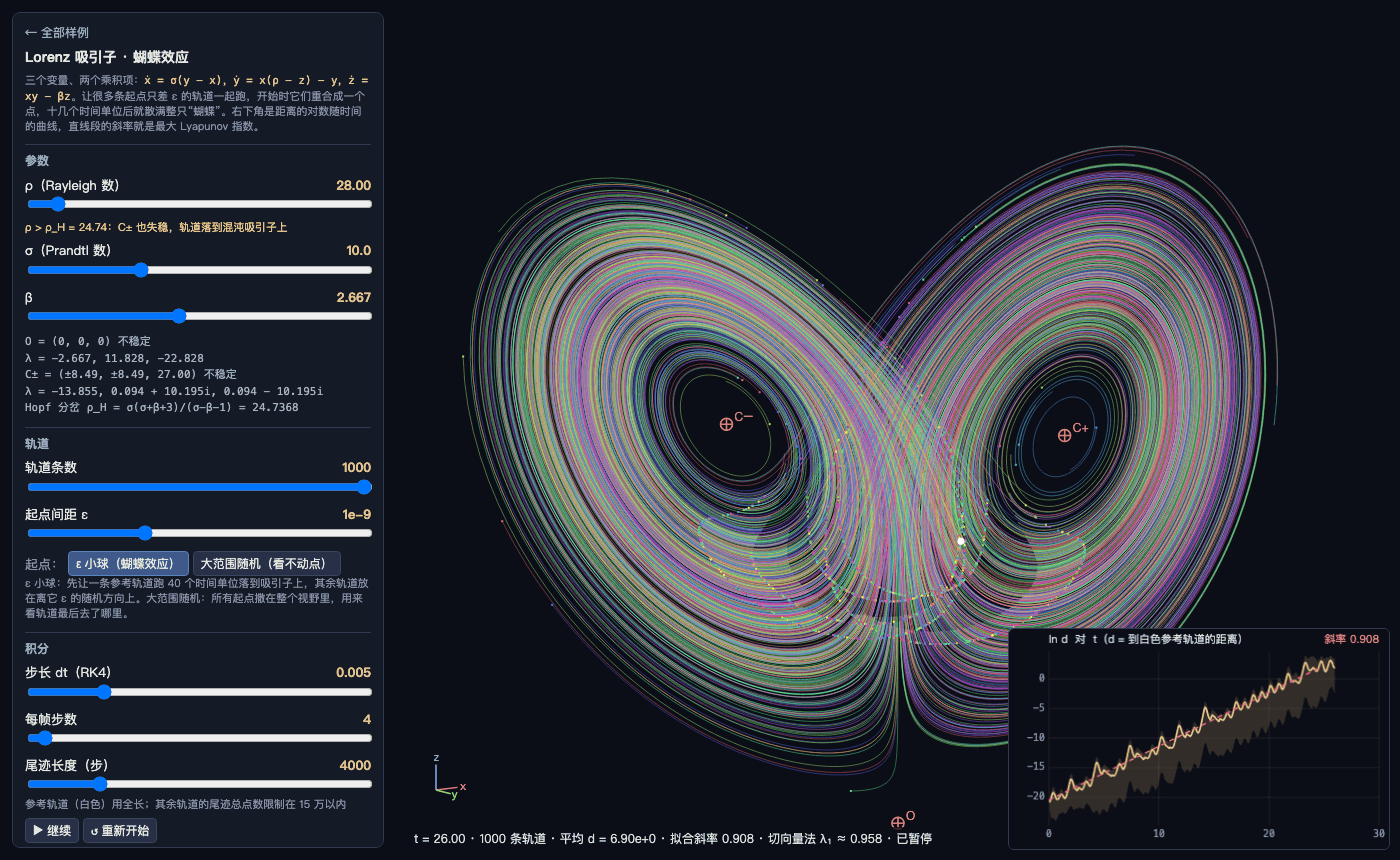 ← 全部样例
Lorenz 吸引子 · 蝴蝶效应
三个变量、两个乘积项：ẋ = σ(y − x), ẏ = x(ρ − z) − y, ż =
xy − βz。让很多条起点只差 ε 的轨道一起跑，开始时它们重合成一个
点，十几个时间单位后就散满整只“蝴蝶”。右下角是距离的对数随时间
的曲线，直线段的斜率就是最大 Lyapunov 指数。
参数
ρ（Rayleigh 数） 28.00
ρ > ρ_H = 24.74：C± 也失稳，轨道落到混沌吸引子上
σ（Prandtl 数） 10.0
β 2.667
O = (0, 0, 0) 不稳定
λ = −2.667, 11.828, −22.828
C± = (±8.49, ±8.49, 27.00) 不稳定
λ = −13.855, 0.094 + 10.195i, 0.094 − 10.195i
Hopf 分岔 ρ_H = σ(σ+β+3)/(σ−β−1) = 24.7368
轨道
轨道条数 1000
起点间距 ε 1e−9
起点： ε 小球（蝴蝶效应） 大范围随机（看不动点）
ε 小球：先让一条参考轨道跑 40 个时间单位落到吸引子上，其余轨道放
在离它 ε 的随机方向上。大范围随机：所有起点撒在整个视野里，用来
看轨道最后去了哪里。
积分
步长 dt（RK4） 0.005
每帧步数 4
尾迹长度（步） 4000
参考轨道（白色）用全长；其余轨道的尾迹总点数限制在 15 万以内
▶ 继续 ↺ 重新开始
C−
C+
O
z
x
y
t = 26.00 · 1000 条轨道 · 平均 d = 6.90e+0 · 拟合斜率 0.908 · 切向量法 λ₁ ≈ 0.958 · 已暂停
ln d 对 t（d = 到白色参考轨道的距离） 斜率 0.908
0
−5
−10
−15
−20
0 10 20 30